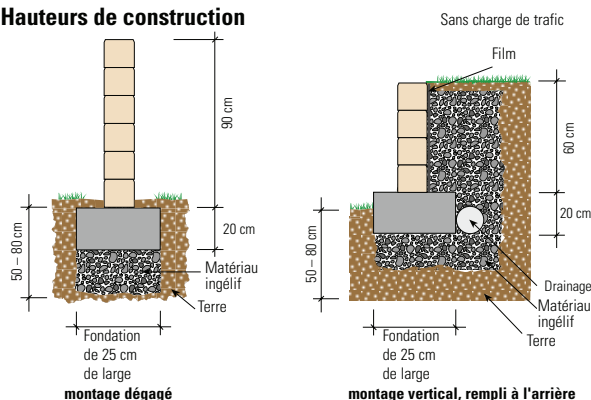 Hauteurs de construction
Sans charge de trafic
90 cm
20 cm
50 – 80 cm
Matériau
ingélif
Terre
Fondation
de 25 cm
de large
montage dégagé
Film
60 cm
20 cm
50 – 80 cm
Drainage
Matériau
ingélif
Terre
Fondation
de 25 cm
de large
montage vertical, rempli à l'arrière